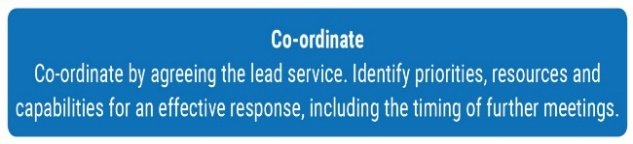 Co-ordinate
Co-ordinate by agreeing the lead service. Identify priorities, resources and
capabilities for an effective response, including the timing of further meetings.